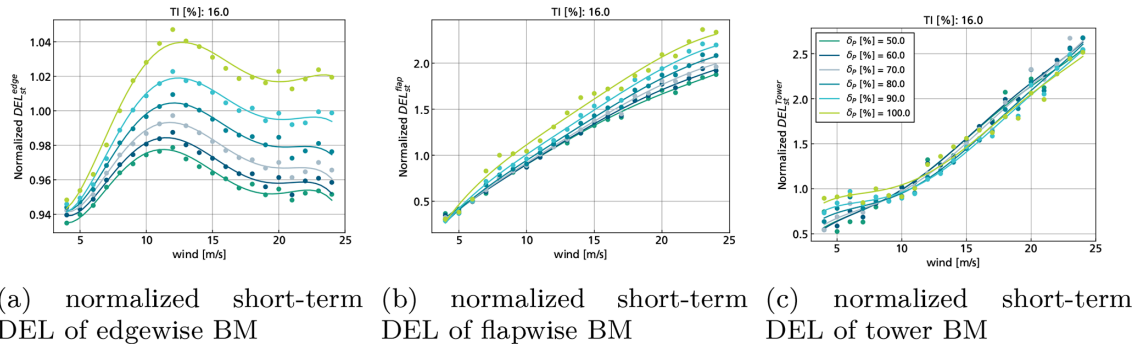 TI [%]: 16.0
1.04
1.02
1.00
0.98
0.96
0.94
Normalized DEL_st^edge
5 10 15 20 25
wind [m/s]
TI [%]: 16.0
2.0
1.5
1.0
0.5
Normalized DEL_st^flap
5 10 15 20 25
wind [m/s]
TI [%]: 16.0
2.5
2.0
1.5
1.0
0.5
Normalized DEL_st^Tower
δ_P [%] = 50.0
δ_P [%] = 60.0
δ_P [%] = 70.0
δ_P [%] = 80.0
δ_P [%] = 90.0
δ_P [%] = 100.0
5 10 15 20 25
wind [m/s]
(a) normalized short-term
DEL of edgewise BM
(b) normalized short-term
DEL of flapwise BM
(c) normalized short-term
DEL of tower BM